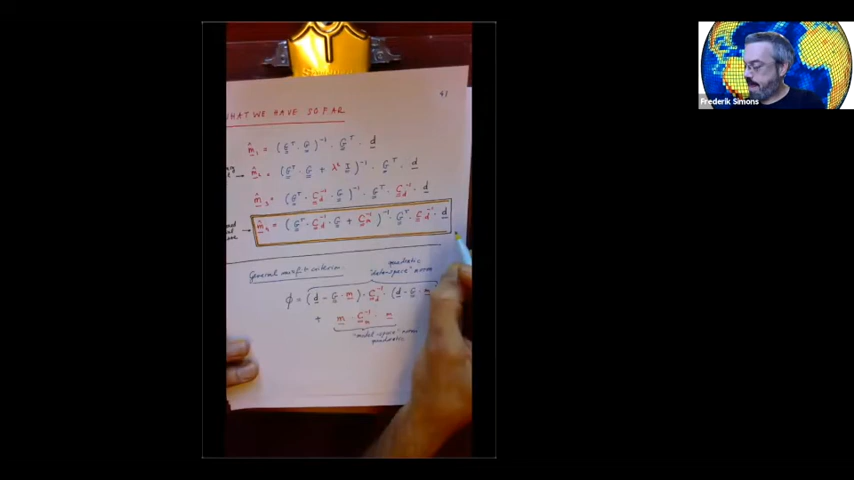 43
WHAT WE HAVE SO FAR
m̂₁ = (Gᵀ · G)⁻¹ · Gᵀ · d
→ m̂₂ = (Gᵀ · G + λ² I)⁻¹ · Gᵀ · d
m̂₃ = (Gᵀ · C_d⁻¹ · G)⁻¹ · Gᵀ · C_d⁻¹ · d
→ m̂₄ = (Gᵀ · C_d⁻¹ · G + C_m⁻¹)⁻¹ · Gᵀ · C_d⁻¹ · d
General misfit criterion:
quadratic
"data-space" norm
φ = (d - G · m) · C_d⁻¹ · (d - G · m
+ m · C_m⁻¹ · m
"model space" norm
quadratic
Frederik Simons